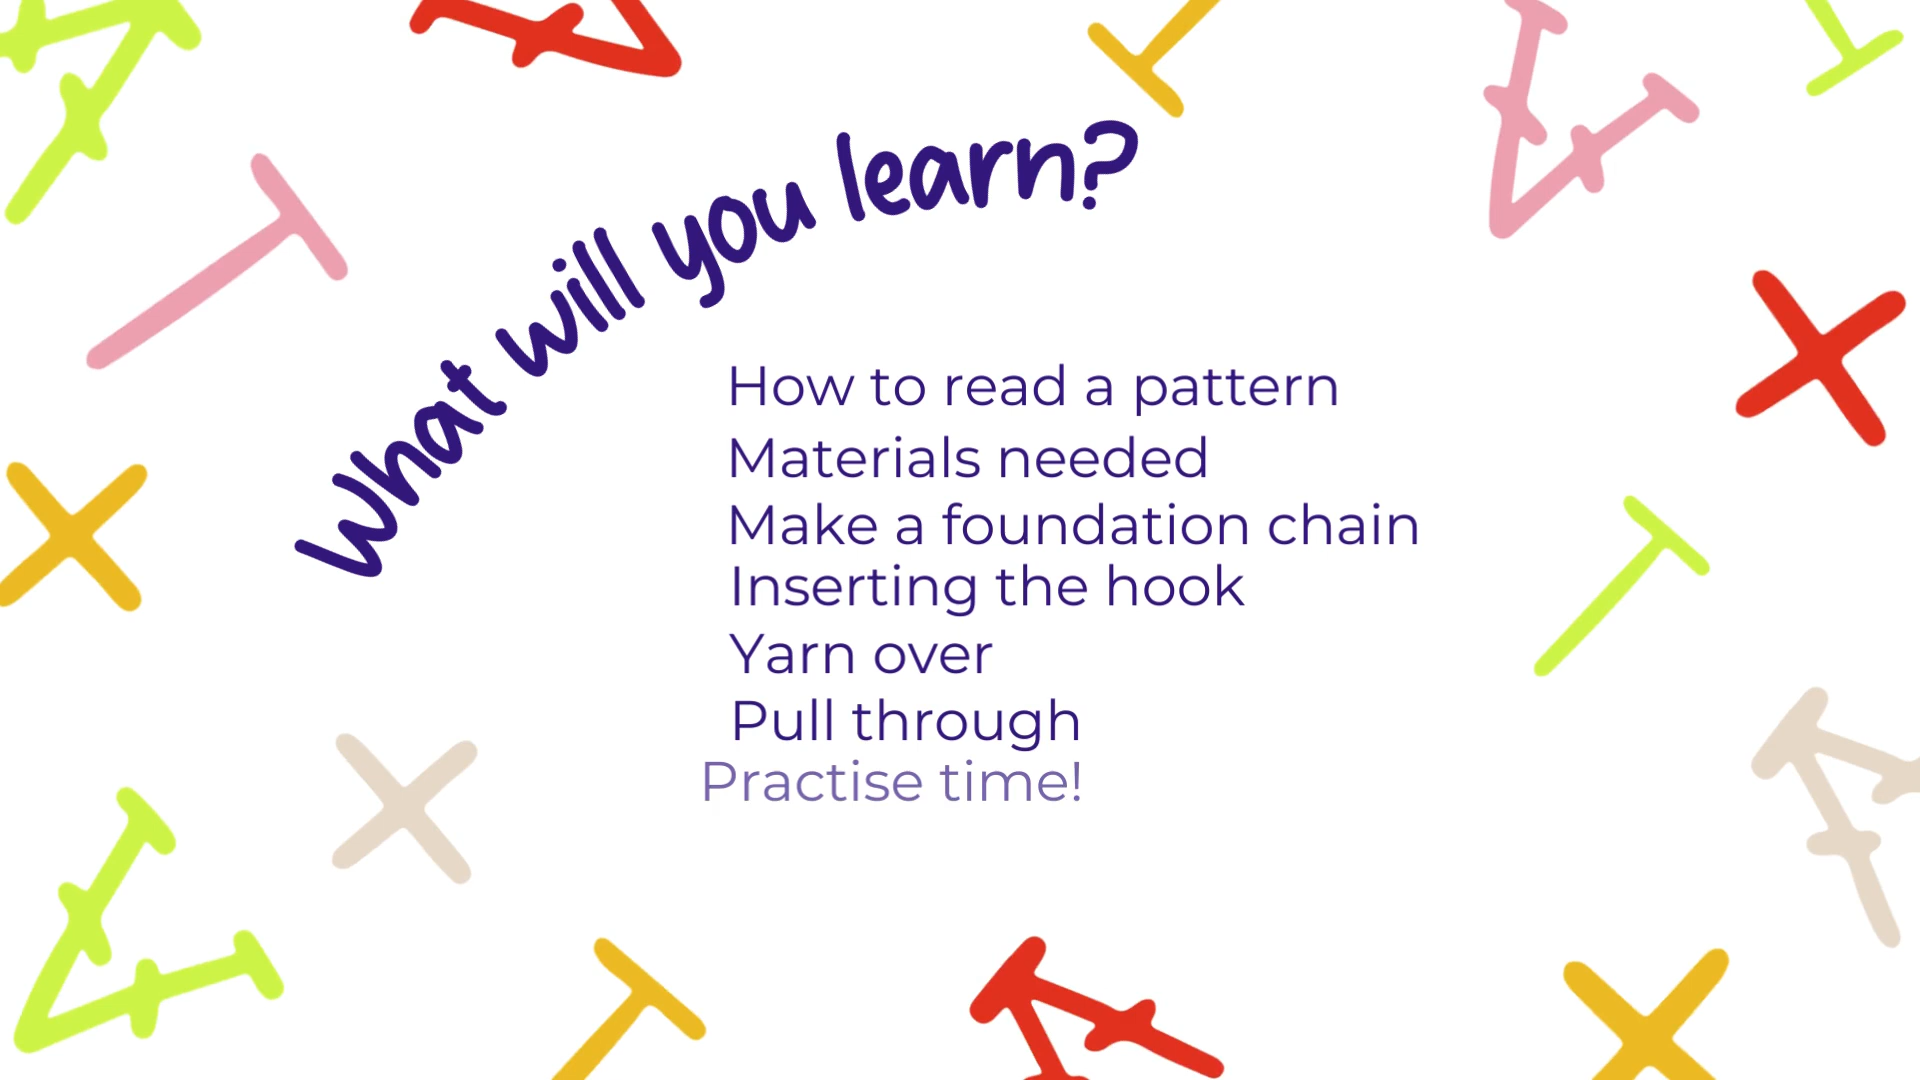 What will you learn?
How to read a pattern
Materials needed
Make a foundation chain
Inserting the hook
Yarn over
Pull through
Practise time!